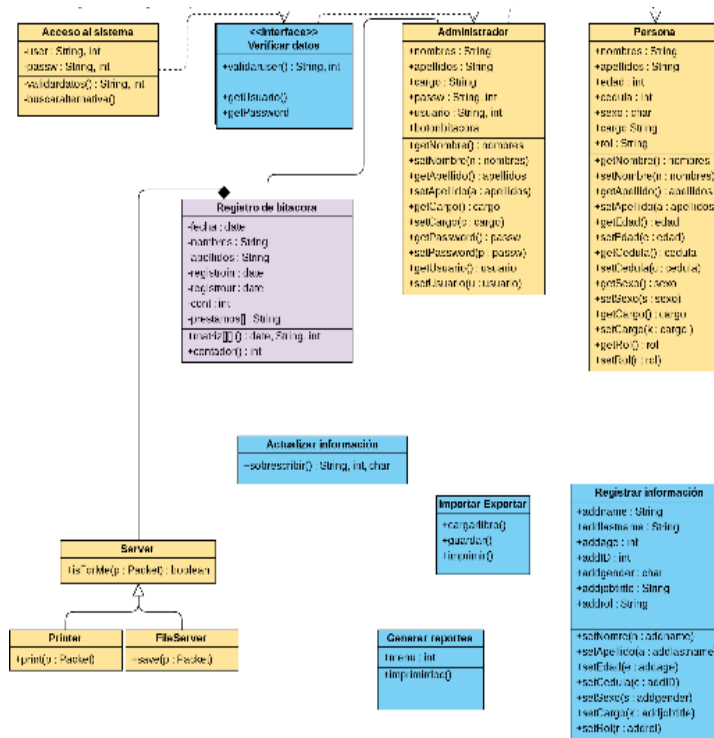 Acceso al sistema
-user : String, int
-passw : String, int
-validardatos() : String, int
-buscaralternativa()
<<Interface>>
Verificar datos
+validaruser() : String, int
+getUsuario()
+getPassword
Administrador
+nombres : String
+apellidos : String
+cargo : String
+passw : String, int
+usuario : String, int
+botonbitacora
+getNombre() : nombres
+setNombre(n : nombres)
+getApellido() : apellidos
+setApellido(a : apellidos)
+getCargo() : cargo
+setCargo(c : cargo)
+getPassword() : passw
+setPassword(p : passw)
+getUsuario() : usuario
+setUsuario(u : usuario)
Persona
+nombres : String
+apellidos : String
+edad : int
+cedula : int
+sexo : char
+cargo String
+rol : String
+getNombre() : nombres
+setNombre(n : nombres)
+getApellido() : apellidos
+setApellido(a : apellidos)
+getEdad() : edad
+setEdad(e : edad)
+getCedula() : cedula
+setCedula(c : cedula)
+getSexo() : sexo
+setSexo(s : sexo)
+getCargo() : cargo
+setCargo(k : cargo )
+getRol() : rol
+setRol(r : rol)
Registro de bitacora
-fecha : date
-nombres : String
-apellidos : String
-registroin : date
-registroout : date
-cont : int
-prestamos[] : String
+matriz[][] () : date, String, int
+contador() : int
Actualizar información
+sobrescribir() : String, int, char
Importar Exportar
+cargarlibro()
+guardar()
+imprimir()
Registrar información
+addname : String
+addlastname : String
+addage : int
+addID : int
+addgender : char
+addjobtitle : String
+addrol : String
+setNomre(n : addname)
+setApellido(a : addlastname)
+setEdad(e : addage)
+setCedula(c : addID)
+setSexo(s : addgender)
+setCargo(k : addjobtitle)
+setRol(r : addrol)
Server
+isForMe(p : Packet) : boolean
Printer
+print(p : Packet)
FileServer
+save(p : Packet)
Generar reportes
+menu : int
+imprimirdoc()